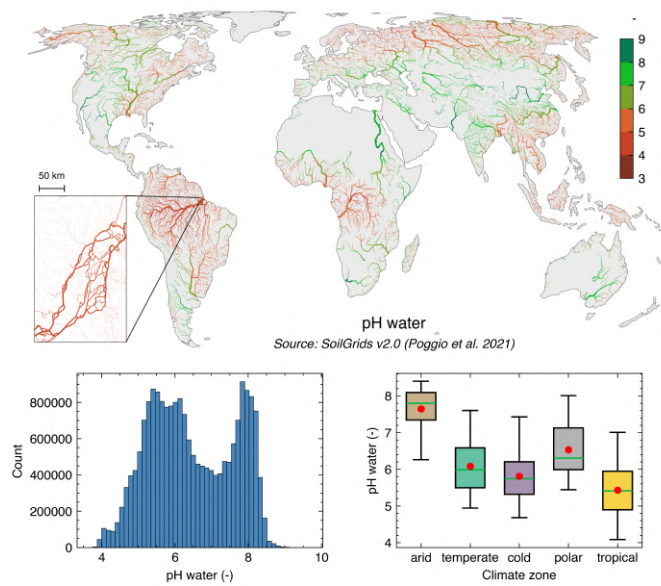 -
9
8
7
6
5
4
3
50 km
pH water
Source: SoilGrids v2.0 (Poggio et al. 2021)
800000
600000
400000
200000
0
Count
4 6 8 10
pH water (-)
8
7
6
5
4
pH water (-)
arid temperate cold polar tropical
Climate zone